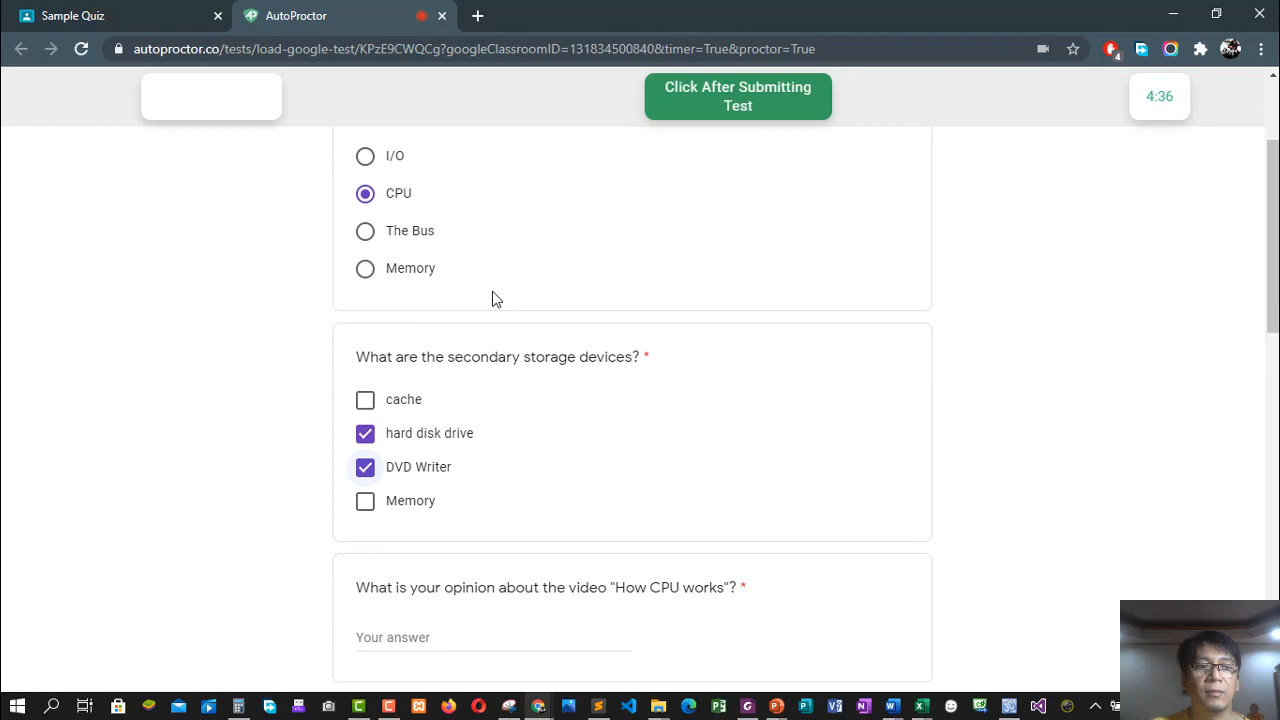 Sample Quiz
AutoProctor
autoproctor.co/tests/load-google-test/KPzE9CWQCg?googleClassroomID=131834500840&timer=True&proctor=True
4
Click After Submitting
Test
4:36
I/O
CPU
The Bus
Memory
What are the secondary storage devices? *
cache
hard disk drive
DVD Writer
Memory
What is your opinion about the video "How CPU works"? *
Your answer